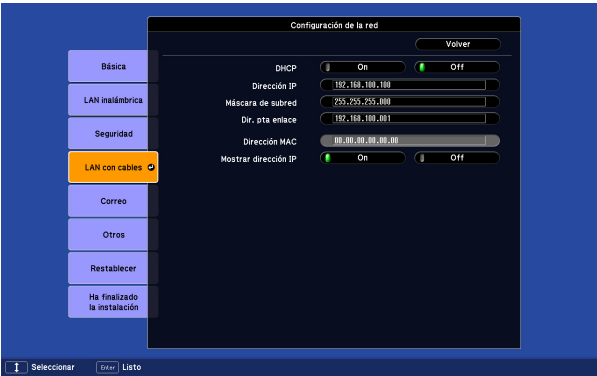 Configuración de la red
Volver
Básica
LAN inalámbrica
Seguridad
LAN con cables
Correo
Otros
Restablecer
Ha finalizado
la instalación
DHCP On Off
Dirección IP 192.168.100.100
Máscara de subred 255.255.255.000
Dir. pta enlace 192.168.100.001
Dirección MAC 00.00.00.00.00.00
Mostrar dirección IP On Off
Seleccionar Enter Listo